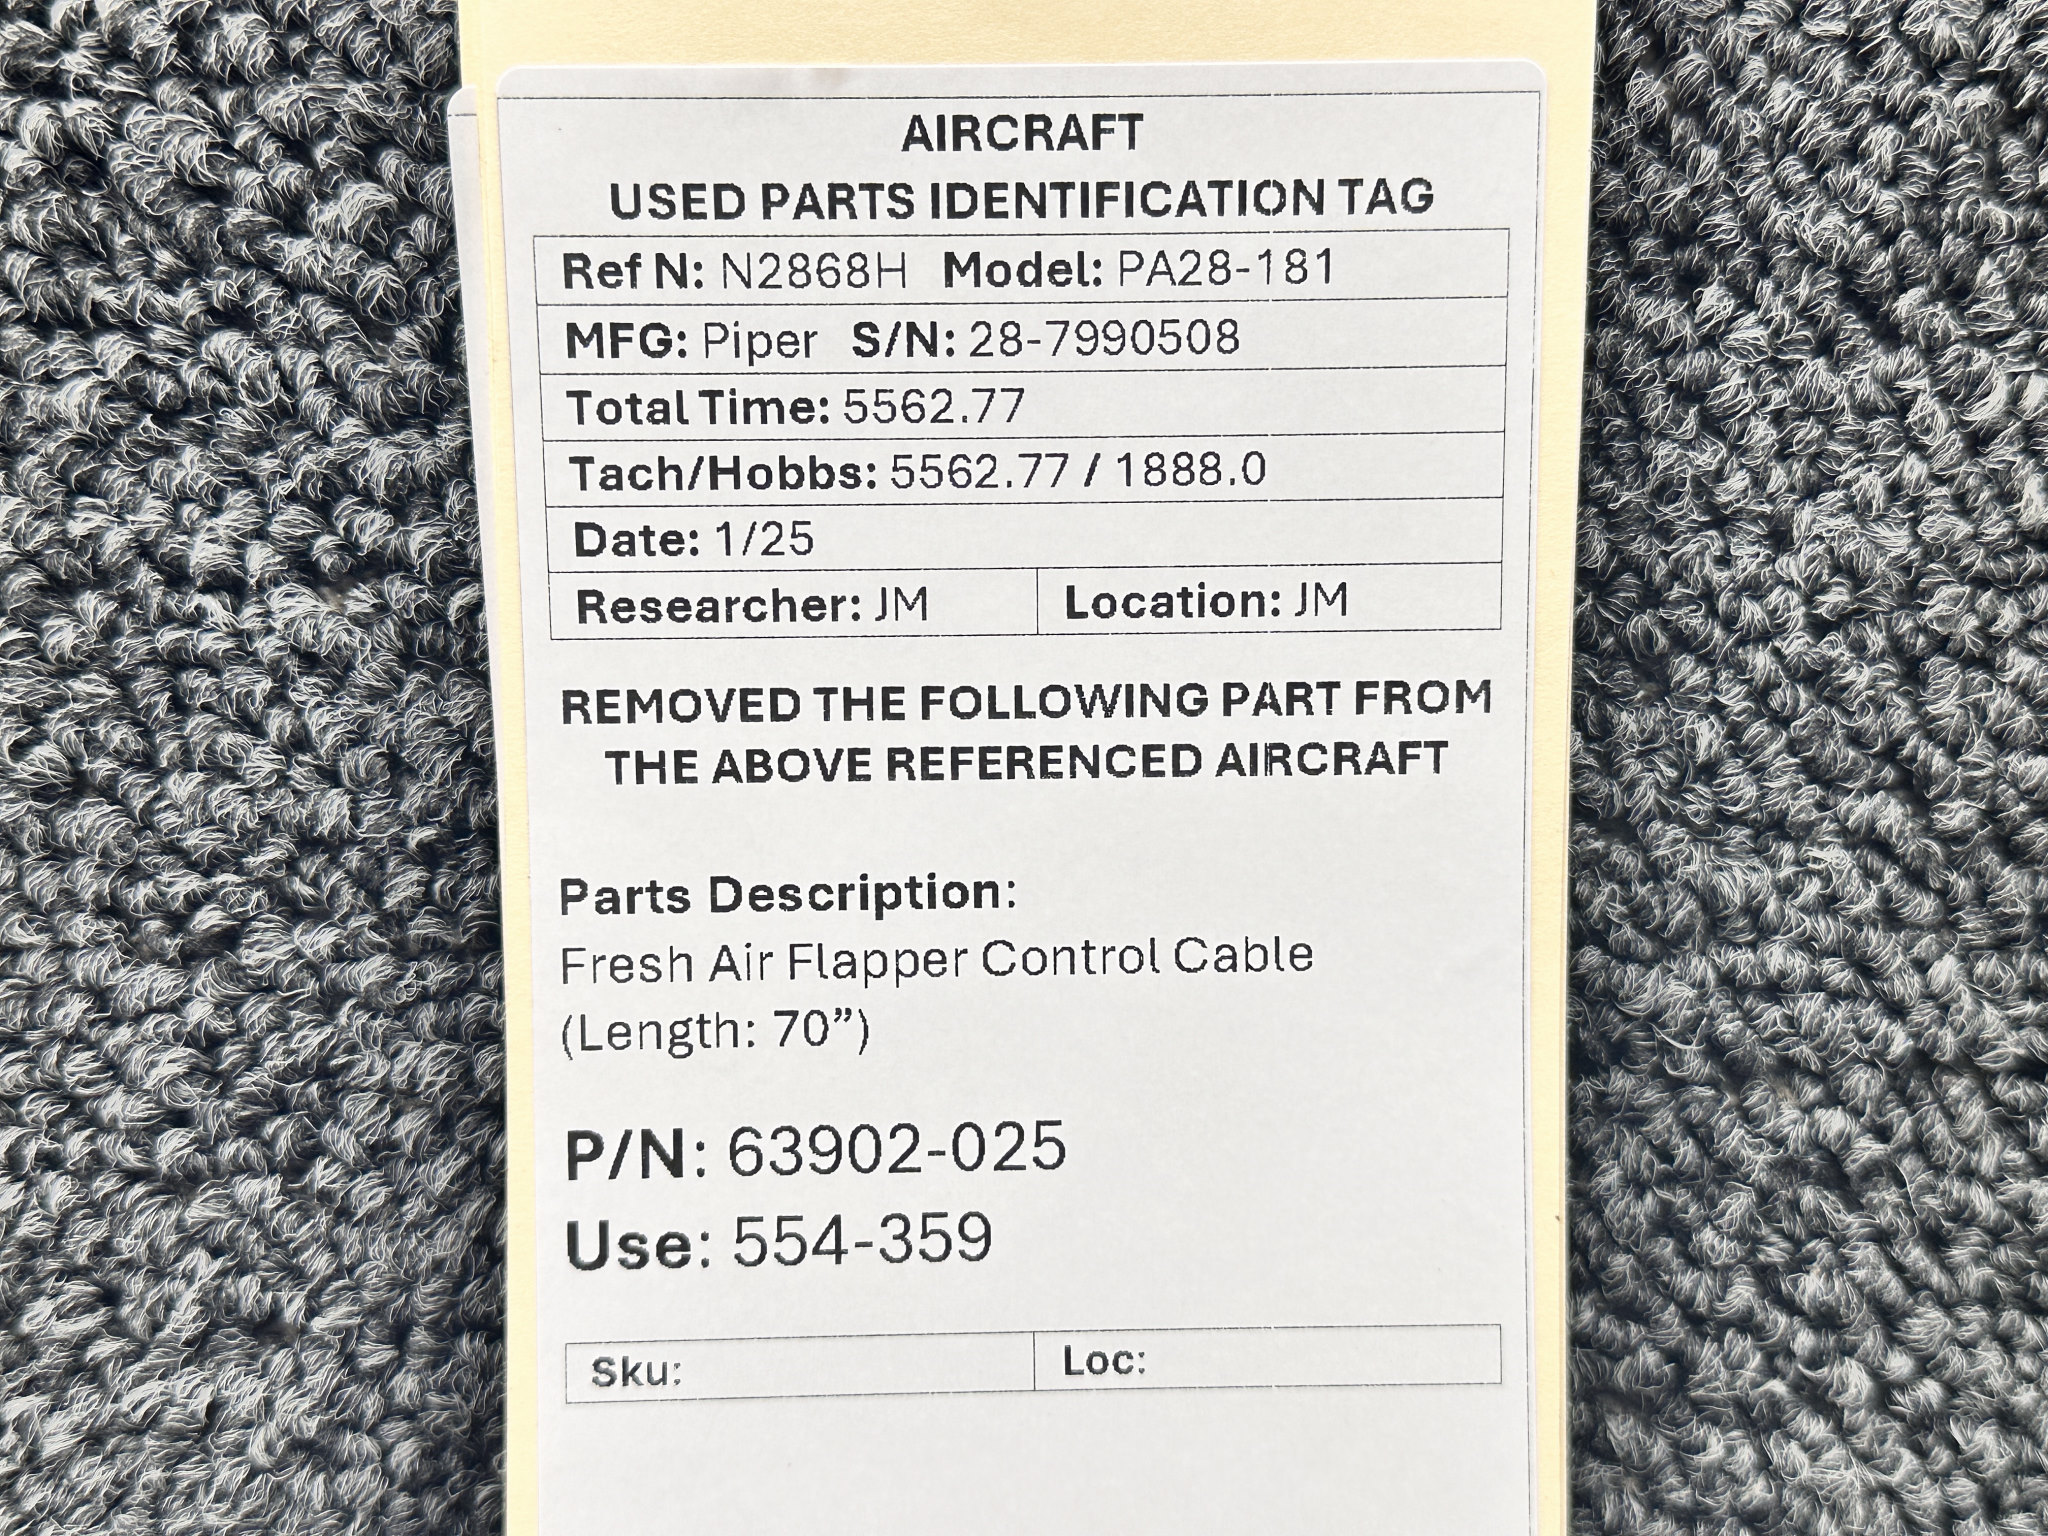 AIRCRAFT
USED PARTS IDENTIFICATION TAG
Ref N: N2868H Model: PA28-181
MFG: Piper S/N: 28-7990508
Total Time: 5562.77
Tach/Hobbs: 5562.77 / 1888.0
Date: 1/25
Researcher: JM Location: JM
REMOVED THE FOLLOWING PART FROM
THE ABOVE REFERENCED AIRCRAFT
Parts Description:
Fresh Air Flapper Control Cable
(Length: 70”)
P/N: 63902-025
Use: 554-359
Sku: Loc: